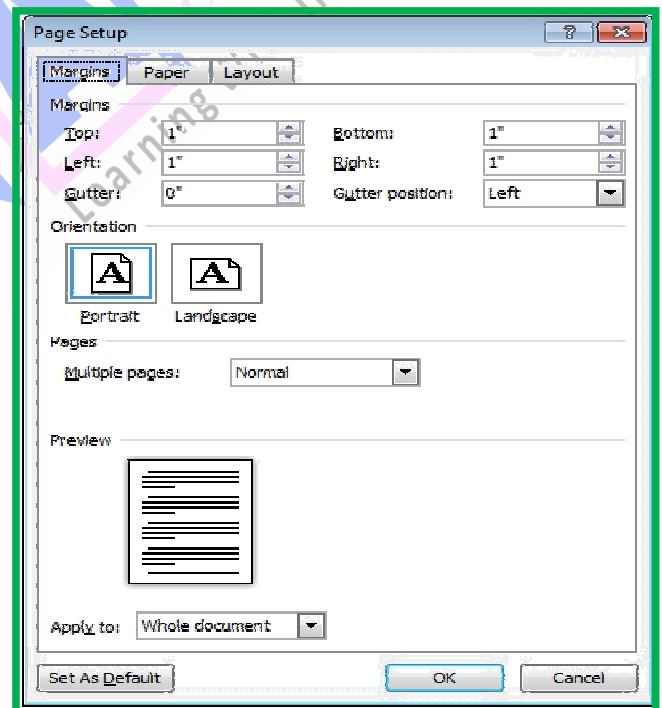 Page Setup
Margins Paper Layout
Margins
Top: 1" Bottom: 1"
Left: 1" Right: 1"
Gutter: 0" Gutter position: Left
Orientation
A A
Portrait Landscape
Pages
Multiple pages: Normal
Preview
Apply to: Whole document
Set As Default OK Cancel
Learning